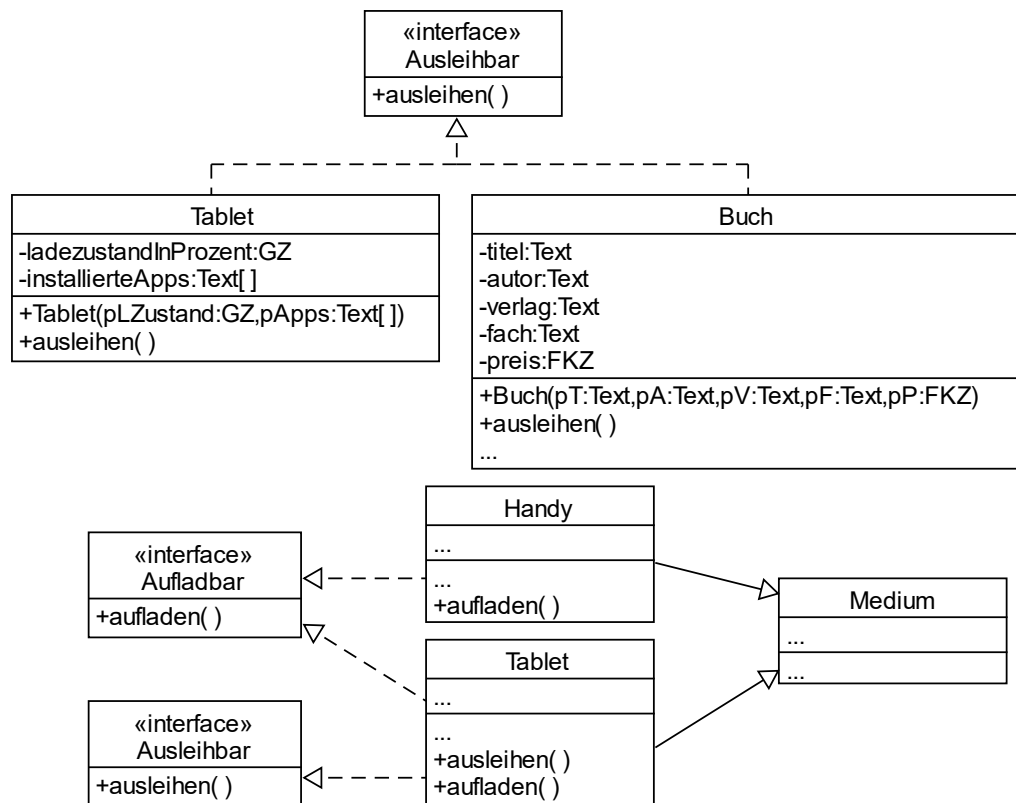 «interface»
Ausleihbar
+ausleihen( )
Tablet
-ladezustandInProzent:GZ
-installierteApps:Text[ ]
+Tablet(pLZustand:GZ,pApps:Text[ ])
+ausleihen( )
Buch
-titel:Text
-autor:Text
-verlag:Text
-fach:Text
-preis:FKZ
+Buch(pT:Text,pA:Text,pV:Text,pF:Text,pP:FKZ)
+ausleihen( )
...
«interface»
Aufladbar
+aufladen( )
Handy
...
...
+aufladen( )
Medium
...
...
«interface»
Ausleihbar
+ausleihen( )
Tablet
...
...
+ausleihen( )
+aufladen( )